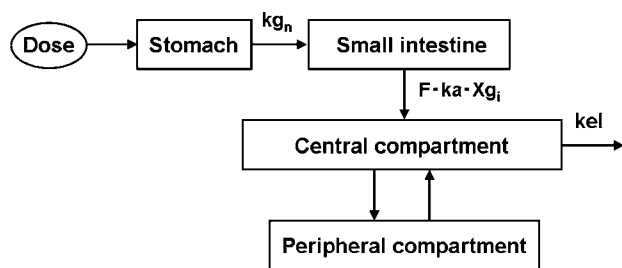 Dose
Stomach
kgn
Small intestine
F·ka·Xgi
Central compartment
kel
Peripheral compartment